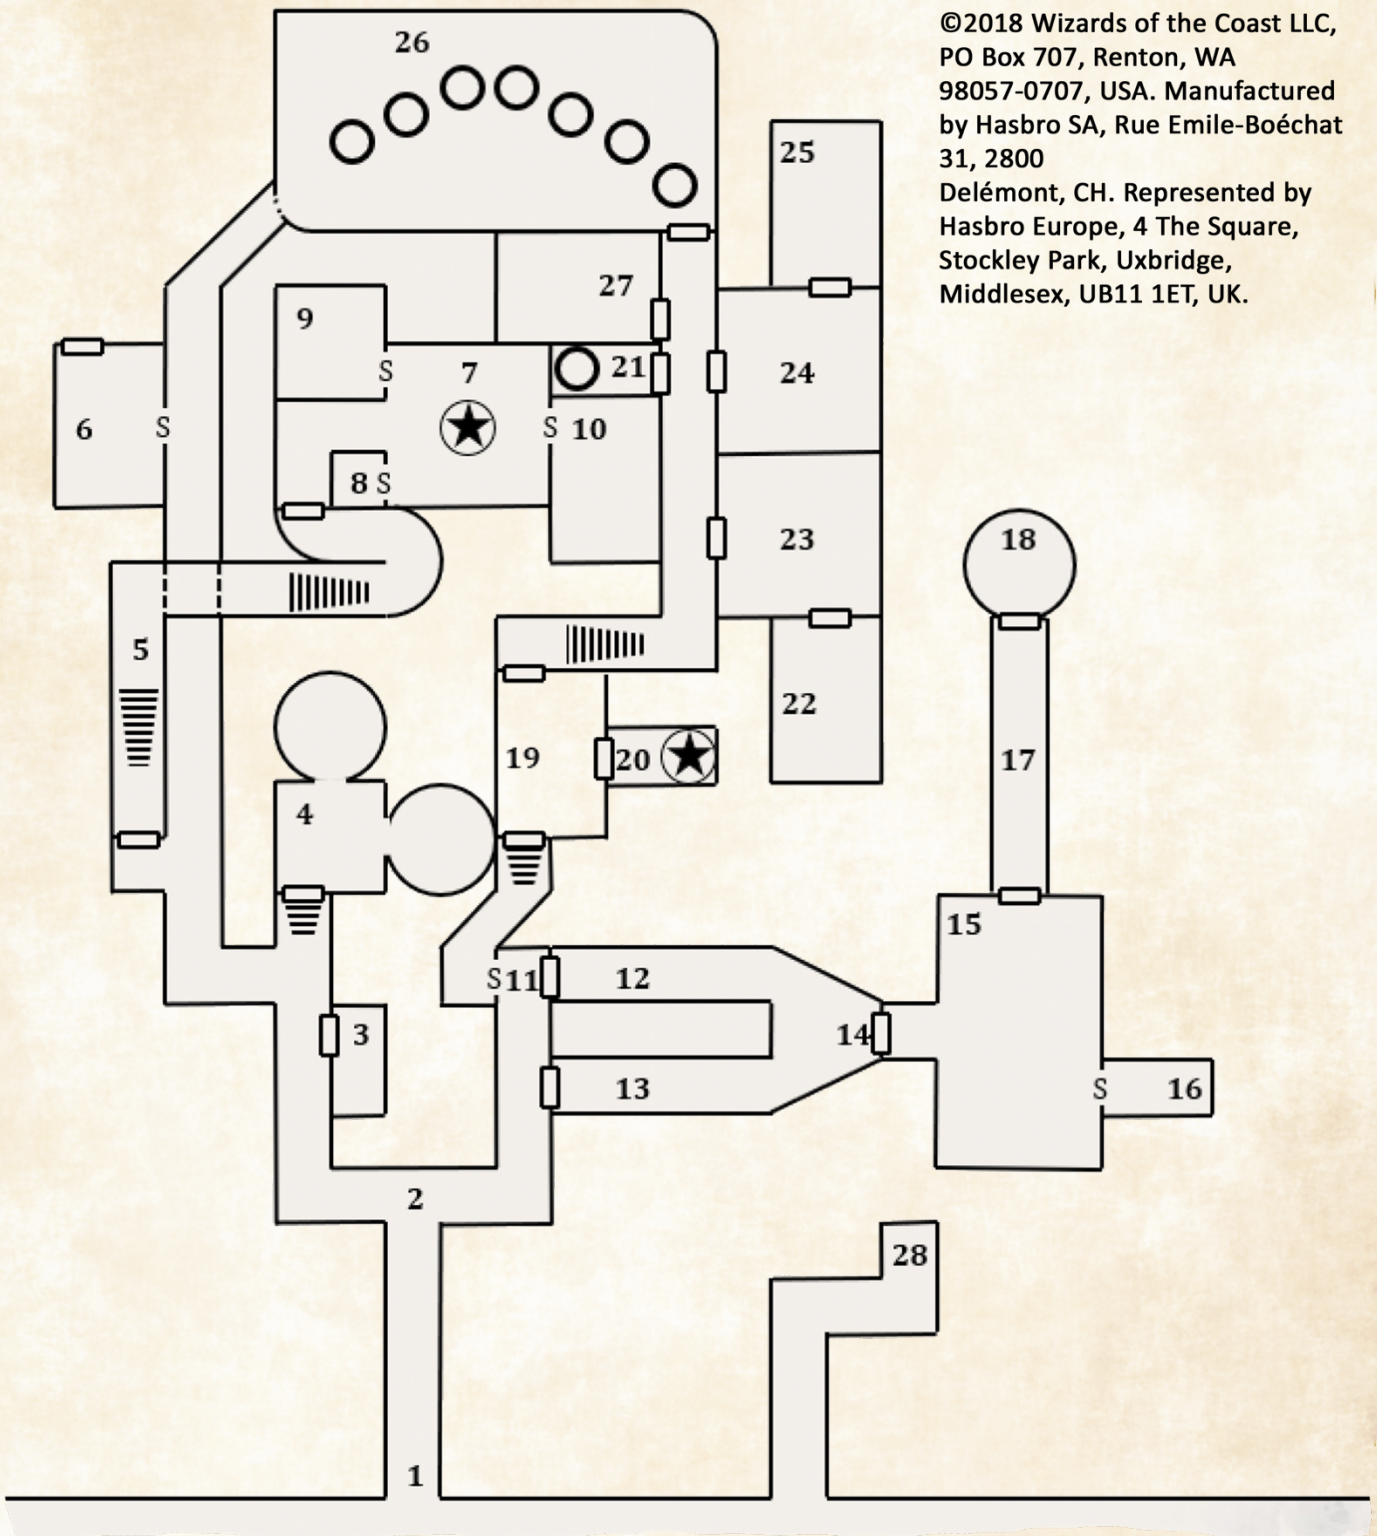 ©2018 Wizards of the Coast LLC,
PO Box 707, Renton, WA
98057-0707, USA. Manufactured
by Hasbro SA, Rue Emile-Boéchat
31, 2800
Delémont, CH. Represented by
Hasbro Europe, 4 The Square,
Stockley Park, Uxbridge,
Middlesex, UB11 1ET, UK.
26
25
27
9
S
7
21
24
6
S
S
10
8
S
23
18
5
22
19
20
17
4
15
S
11
12
3
14
13
S
16
2
28
1